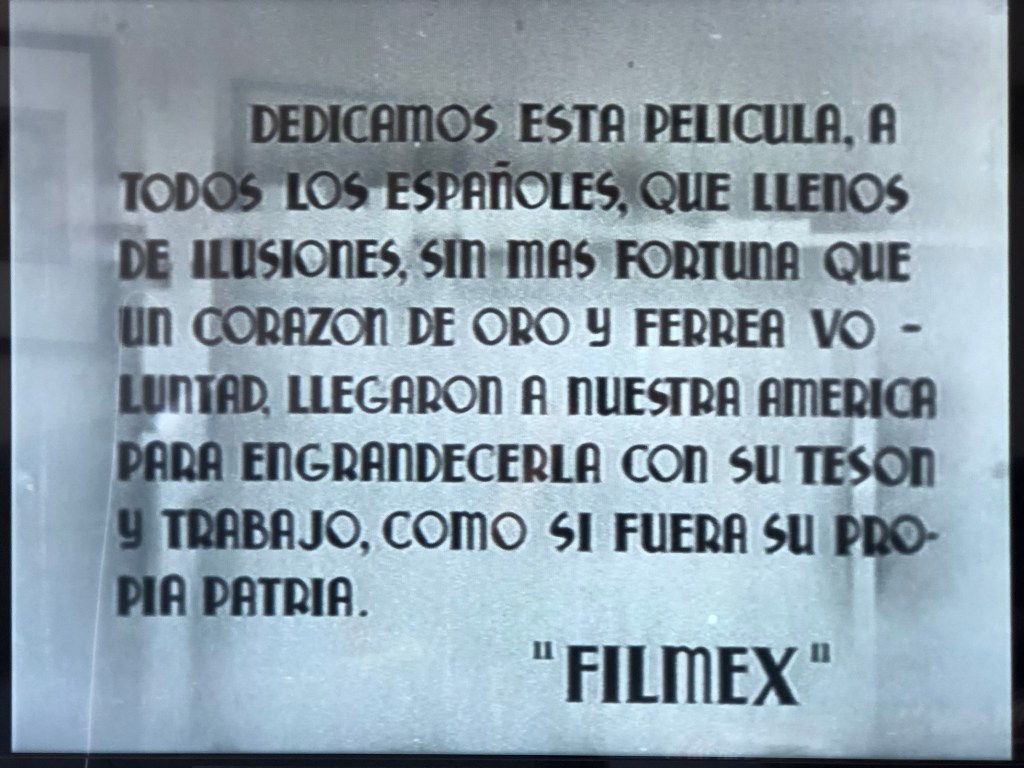 DEDICAMOS ESTA PELICULA, A
TODOS LOS ESPAÑOLES, QUE LLENOS
DE ILUSIONES, SIN MAS FORTUNA QUE
UN CORAZON DE ORO Y FERREA VO -
LUNTAD, LLEGARON A NUESTRA AMERICA
PARA ENGRANDECERLA CON SU TESON
Y TRABAJO, COMO SI FUERA SU PRO-
PIA PATRIA.
"FILMEX"